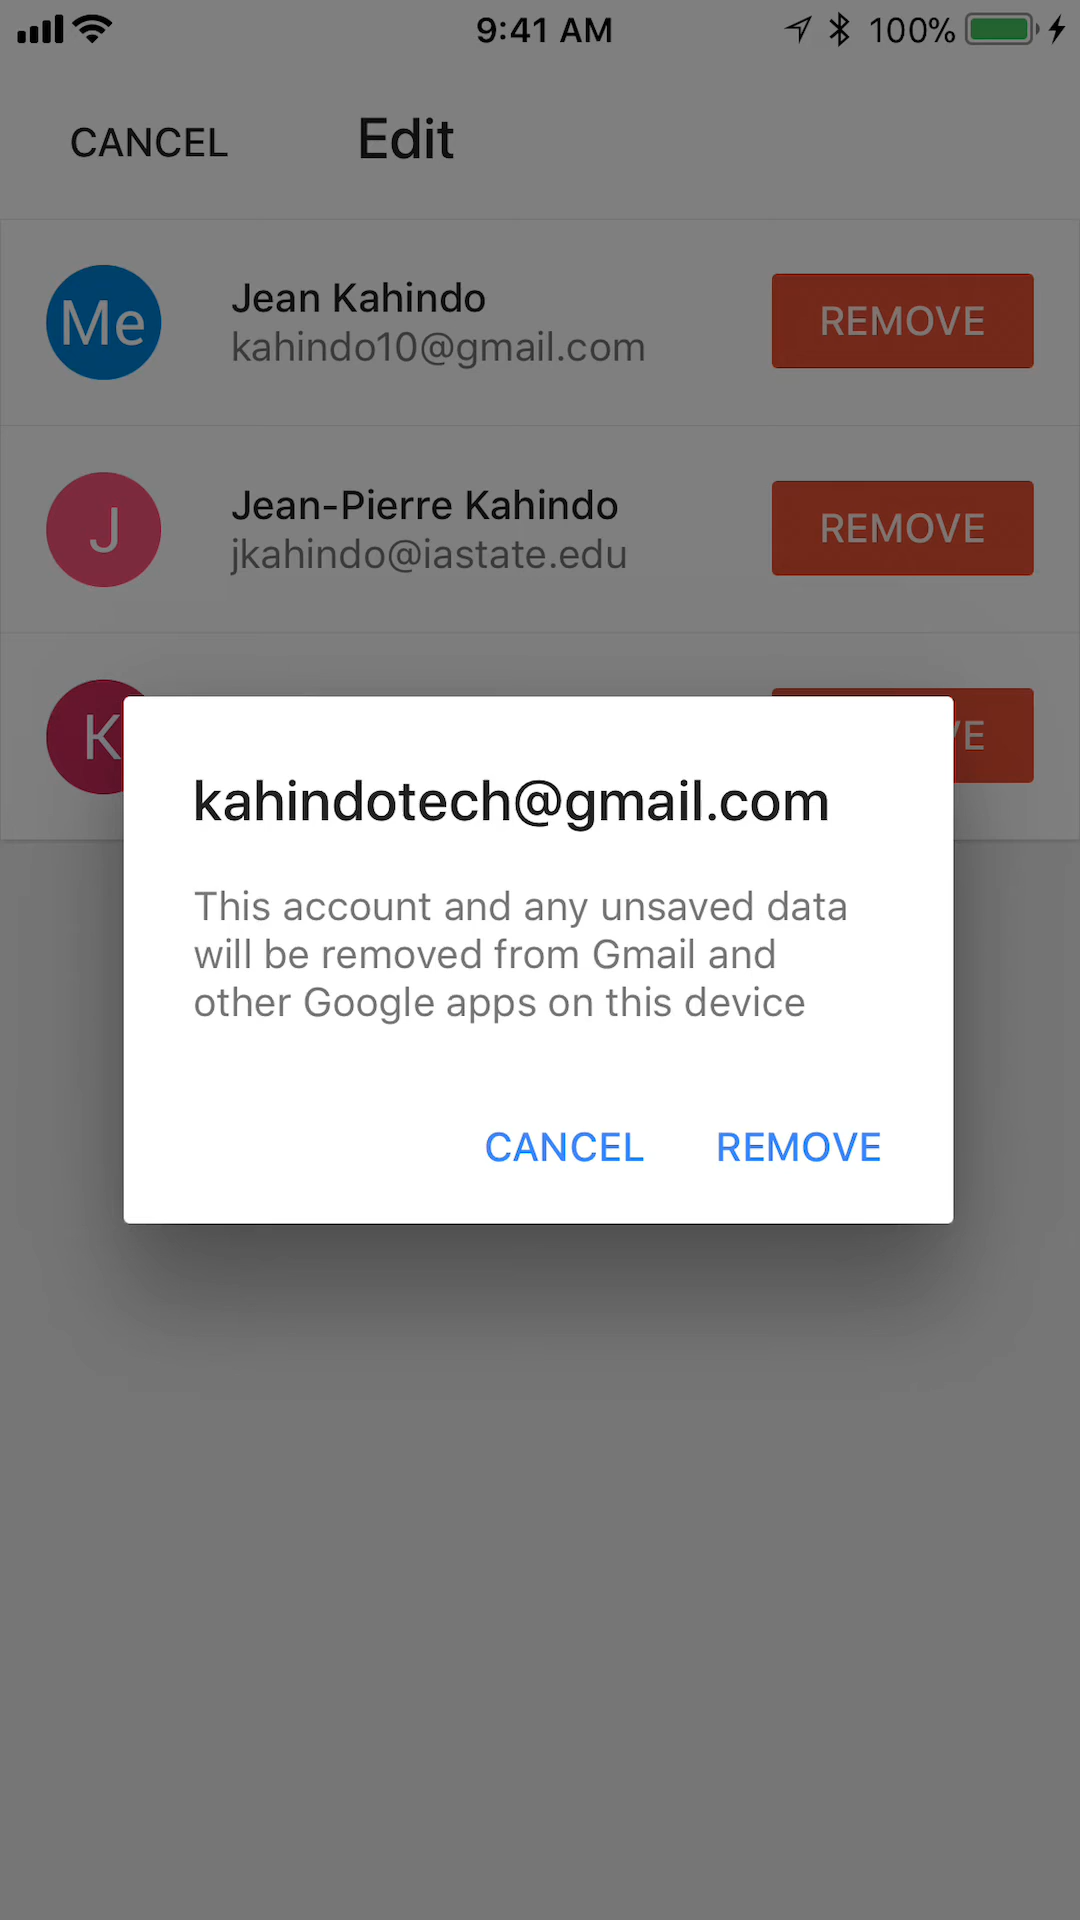 9:41 AM 100%
CANCEL Edit
Me Jean Kahindo REMOVE
kahindo10@gmail.com
J Jean-Pierre Kahindo REMOVE
jkahindo@iastate.edu
K
kahindotech@gmail.com
This account and any unsaved data
will be removed from Gmail and
other Google apps on this device
CANCEL REMOVE